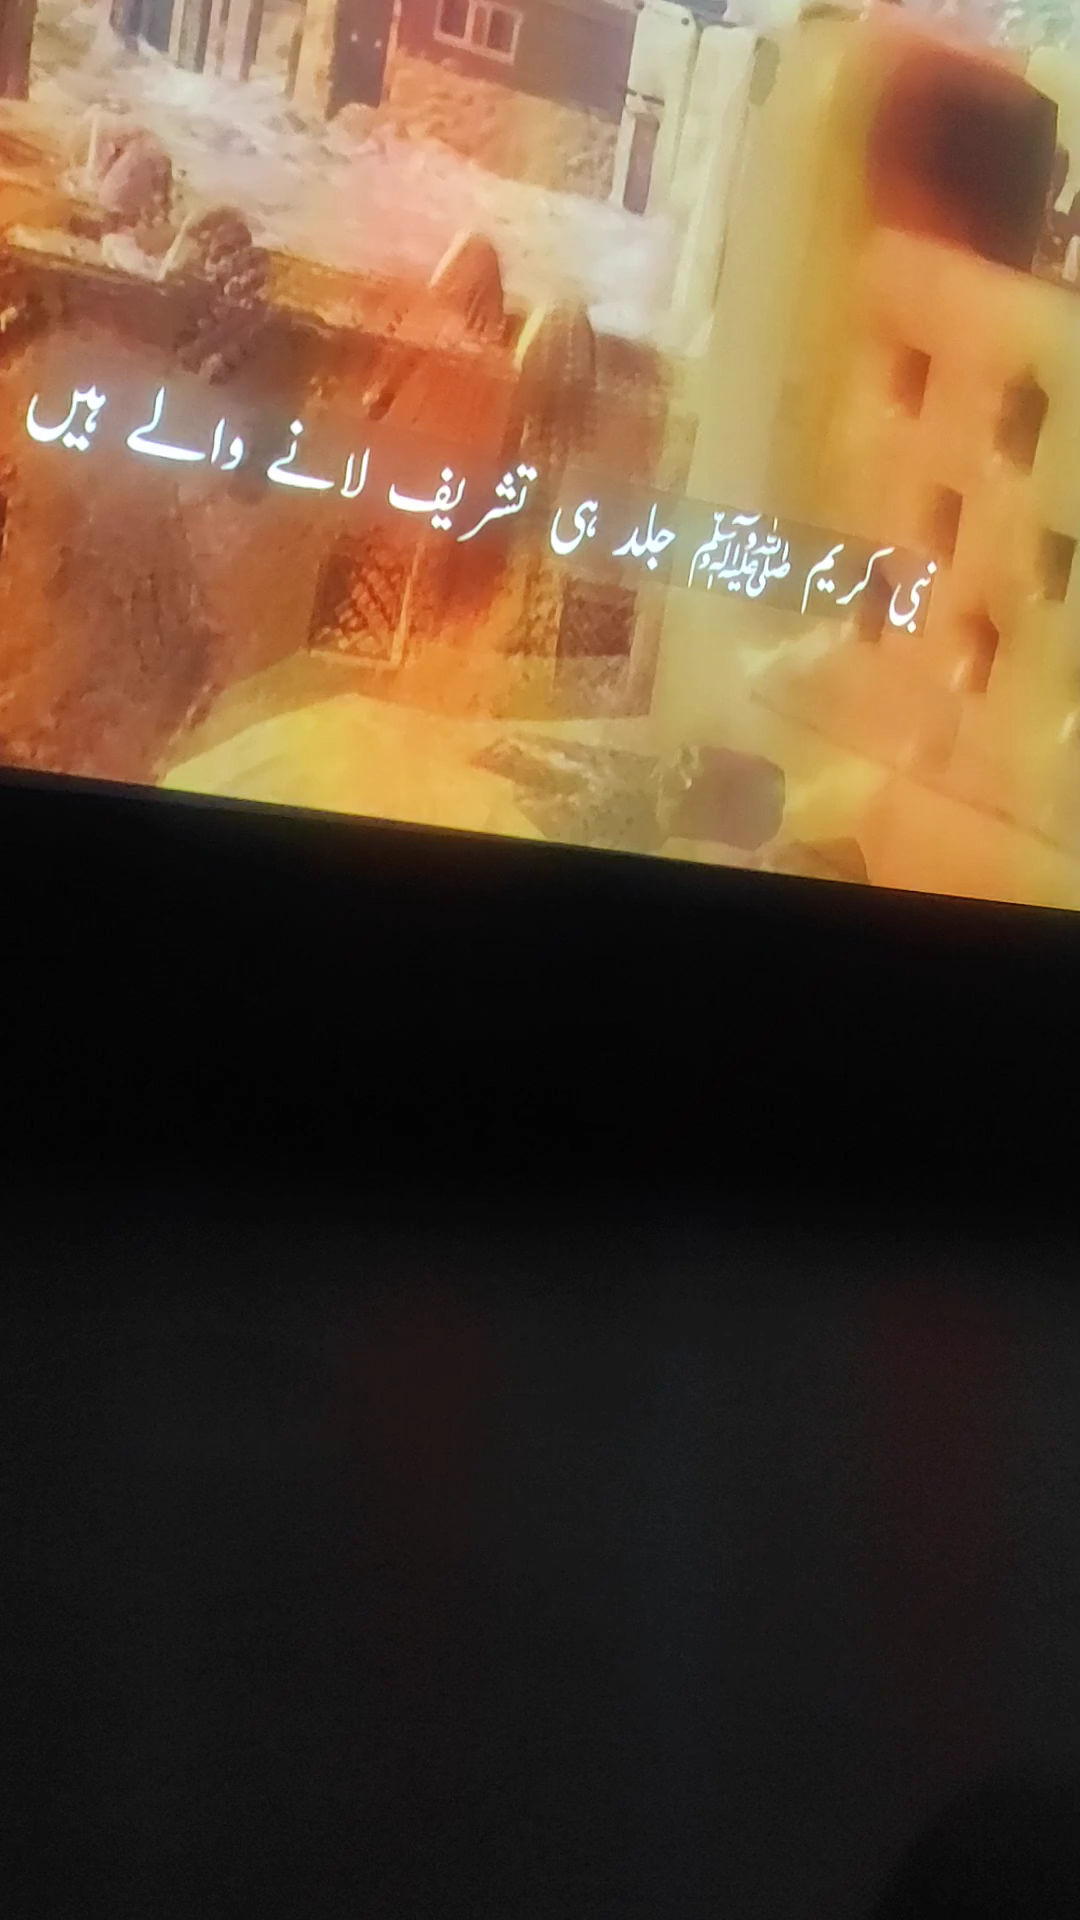 نبی کریم ﷺ جلد ہی تشریف لانے والے ہیں